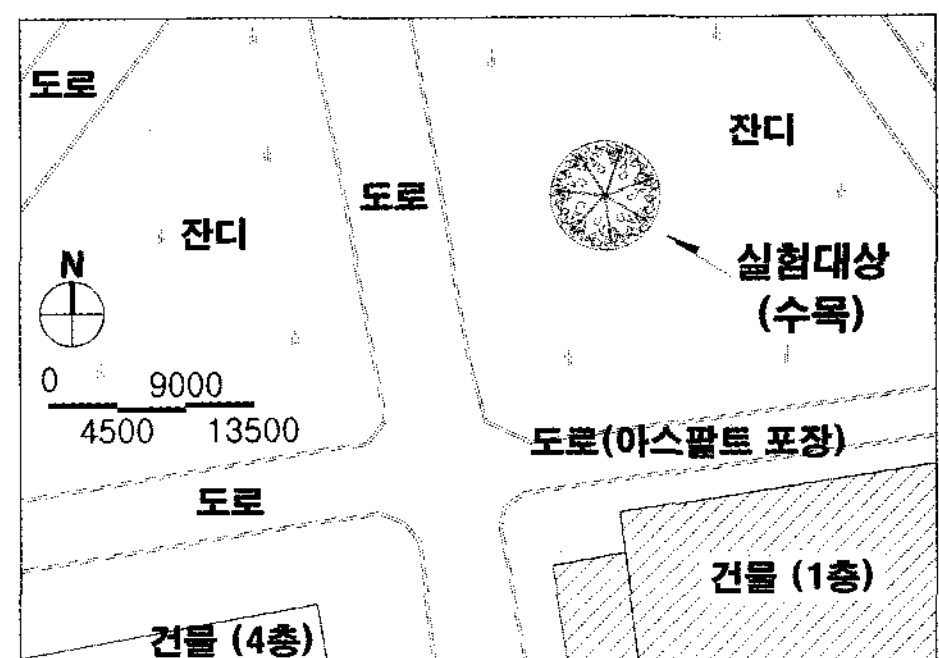 도로
잔디
도로
잔디
N
실험대상
(수목)
0 9000
4500 13500
도로(아스팔트 포장)
도로
건물 (1층)
건물 (4층)